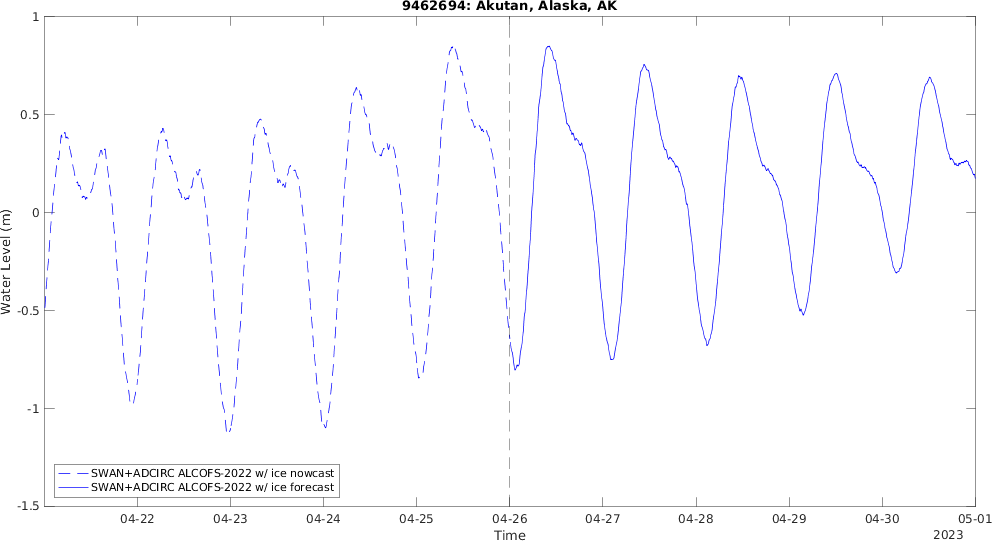 9462694: Akutan, Alaska, AK
1
0.5
0
-0.5
-1
-1.5
Water Level (m)
SWAN+ADCIRC ALCOFS-2022 w/ ice nowcast
SWAN+ADCIRC ALCOFS-2022 w/ ice forecast
04-22 04-23 04-24 04-25 04-26 04-27 04-28 04-29 04-30 05-01
Time
2023